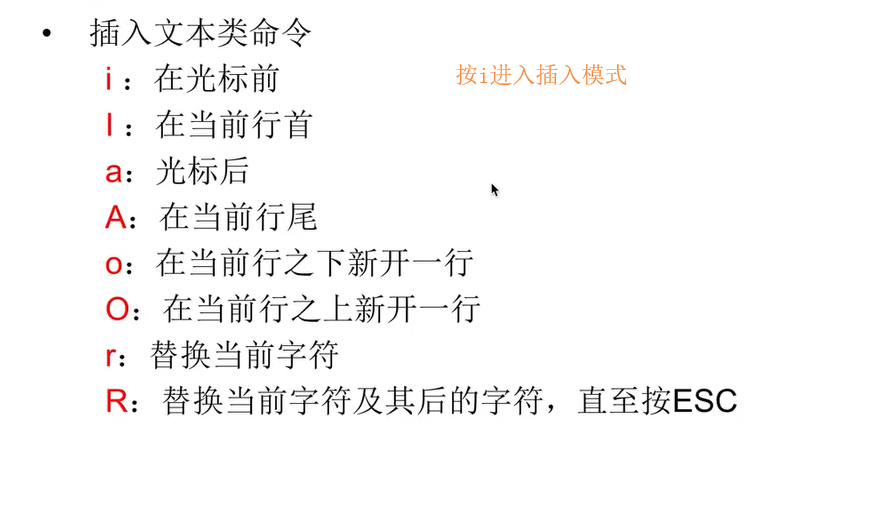 • 插入文本类命令
i：在光标前
按i进入插入模式
I：在当前行首
a：光标后
A：在当前行尾
o：在当前行之下新开一行
O：在当前行之上新开一行
r：替换当前字符
R：替换当前字符及其后的字符，直至按ESC